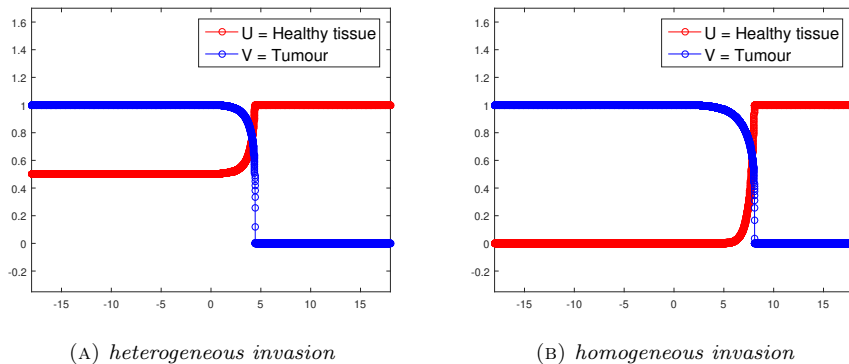 1.6
1.4
1.2
1
0.8
0.6
0.4
0.2
0
-0.2
-15 -10 -5 0 5 10 15
U = Healthy tissue
V = Tumour
(A) heterogeneous invasion
1.6
1.4
1.2
1
0.8
0.6
0.4
0.2
0
-0.2
-15 -10 -5 0 5 10 15
U = Healthy tissue
V = Tumour
(B) homogeneous invasion